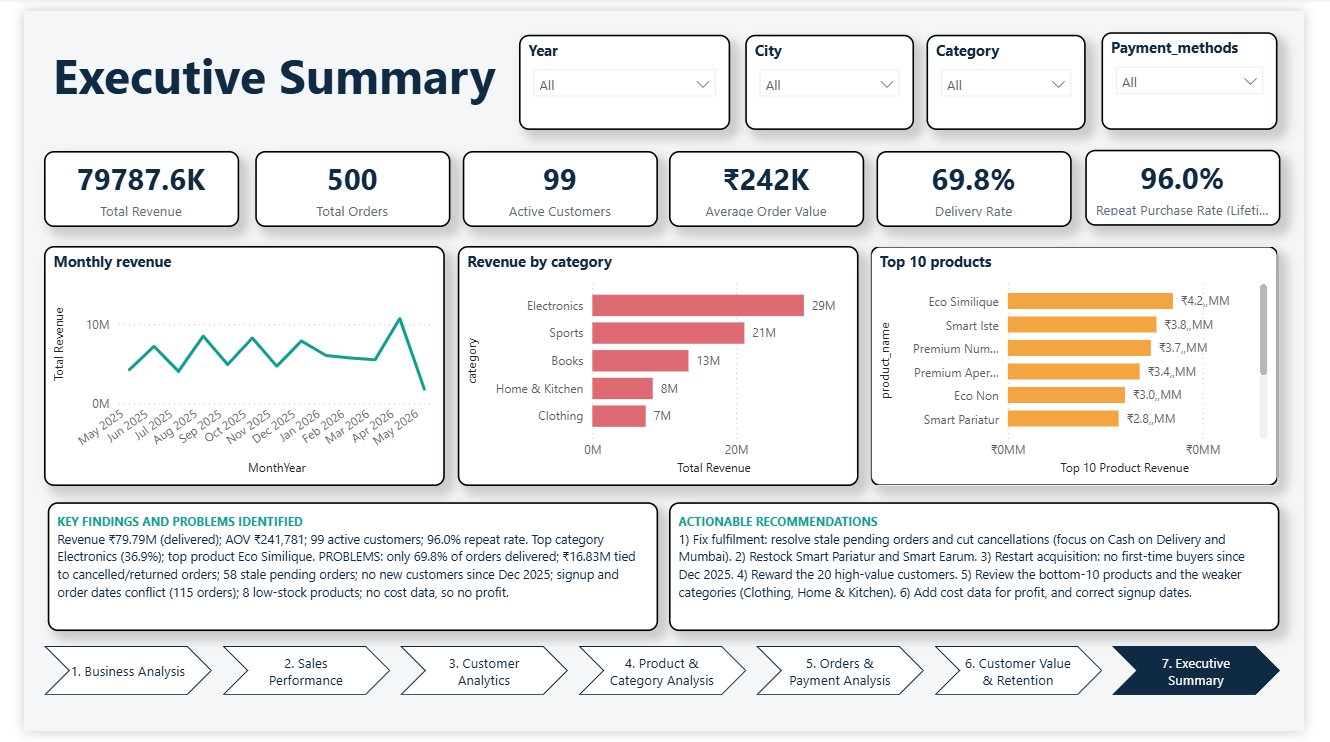 Executive Summary
Year
All
City
All
Category
All
Payment_methods
All
79787.6K
Total Revenue
500
Total Orders
99
Active Customers
₹242K
Average Order Value
69.8%
Delivery Rate
96.0%
Repeat Purchase Rate (Lifeti...
Monthly revenue
Total Revenue
10M
0M
May 2025
Jun 2025
Jul 2025
Aug 2025
Sep 2025
Oct 2025
Nov 2025
Dec 2025
Jan 2026
Feb 2026
Mar 2026
Apr 2026
May 2026
MonthYear
Revenue by category
category
Electronics 29M
Sports 21M
Books 13M
Home & Kitchen 8M
Clothing 7M
0M 20M
Total Revenue
Top 10 products
product_name
Eco Similique ₹4.2,,MM
Smart Iste ₹3.8,,MM
Premium Num... ₹3.7,,MM
Premium Aper... ₹3.4,,MM
Eco Non ₹3.0,,MM
Smart Pariatur ₹2.8,,MM
₹0MM ₹0MM
Top 10 Product Revenue
KEY FINDINGS AND PROBLEMS IDENTIFIED
Revenue ₹79.79M (delivered); AOV ₹241,781; 99 active customers; 96.0% repeat rate. Top category
Electronics (36.9%); top product Eco Similique. PROBLEMS: only 69.8% of orders delivered; ₹16.83M tied
to cancelled/returned orders; 58 stale pending orders; no new customers since Dec 2025; signup and
order dates conflict (115 orders); 8 low-stock products; no cost data, so no profit.
ACTIONABLE RECOMMENDATIONS
1) Fix fulfilment: resolve stale pending orders and cut cancellations (focus on Cash on Delivery and
Mumbai). 2) Restock Smart Pariatur and Smart Earum. 3) Restart acquisition: no first-time buyers since
Dec 2025. 4) Reward the 20 high-value customers. 5) Review the bottom-10 products and the weaker
categories (Clothing, Home & Kitchen). 6) Add cost data for profit, and correct signup dates.
1. Business Analysis
2. Sales
Performance
3. Customer
Analytics
4. Product &
Category Analysis
5. Orders &
Payment Analysis
6. Customer Value
& Retention
7. Executive
Summary